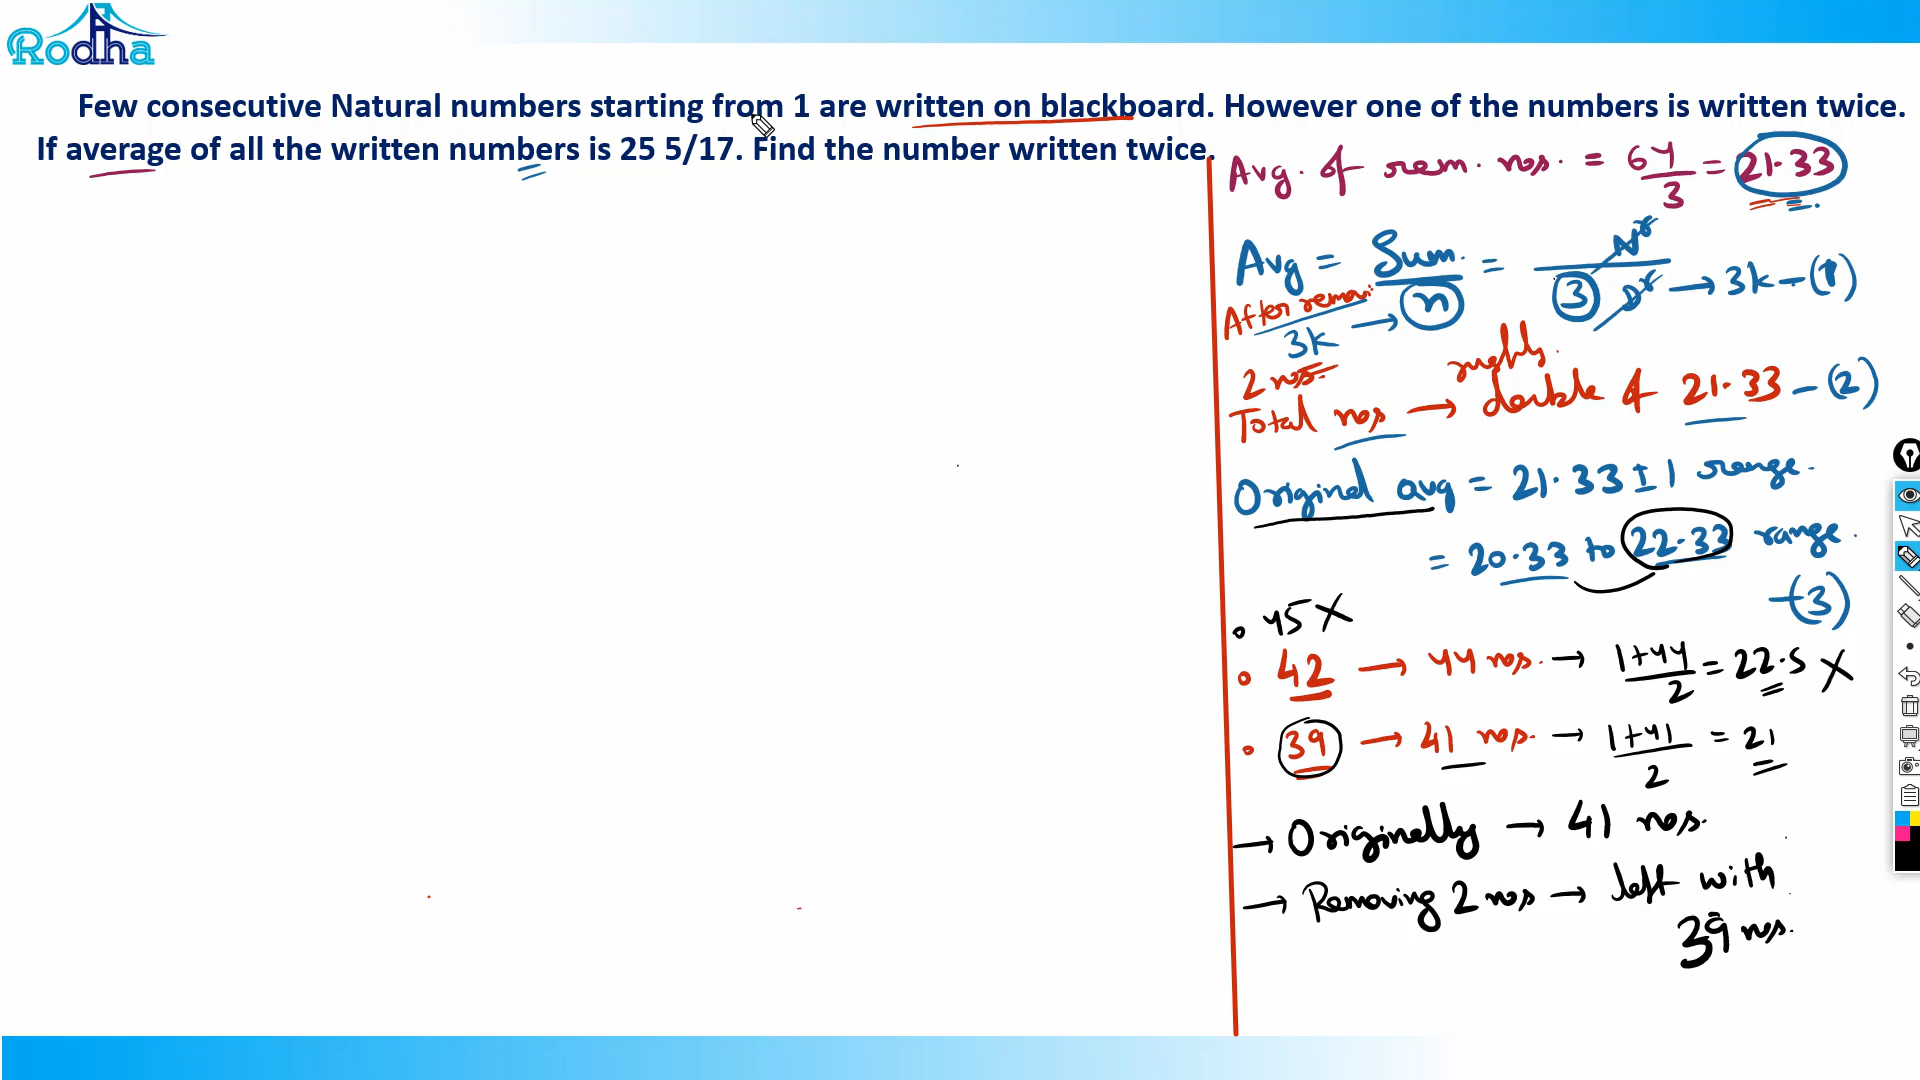 Rodha
Few consecutive Natural numbers starting from 1 are written on blackboard. However one of the numbers is written twice.
If average of all the written numbers is 25 5/17. Find the number written twice.
Avg. of rem. nos. = 64/3 = 21.33
Avg = Sum/n = Nr/3 Dr → 3k - (1)
After remov.
3k → n
2 nos.
roughly
Total nos → double of 21.33 - (2)
Original avg = 21.33 ± 1 range.
= 20.33 to 22.33 range.
- (3)
• 45 X
• 42 → 44 nos. → 1+44/2 = 22.5 X
• 39 → 41 nos. → 1+41/2 = 21
→ Originally → 41 nos.
→ Removing 2 nos → left with
39 nos.